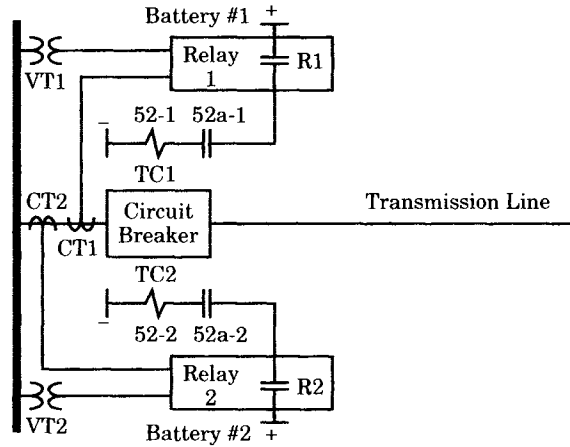 Battery #1 +
VT1
Relay
1
R1
52-1 52a-1
–
TC1
CT2
CT1
Circuit
Breaker
Transmission Line
TC2
–
52-2 52a-2
Relay
2
R2
VT2
Battery #2 +